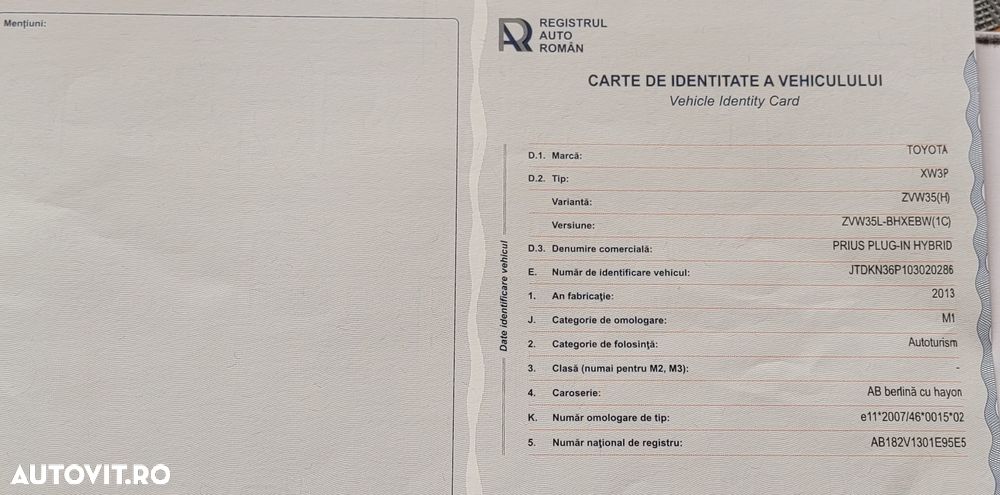 Mențiuni:
REGISTRUL
AUTO
ROMÂN
CARTE DE IDENTITATE A VEHICULULUI
Vehicle Identity Card
Date identificare vehicul
D.1. Marcă: TOYOTA
D.2. Tip: XW3P
Variantă: ZVW35(H)
Versiune: ZVW35L-BHXEBW(1C)
D.3. Denumire comercială: PRIUS PLUG-IN HYBRID
E. Număr de identificare vehicul: JTDKN36P103020286
1. An fabricație: 2013
J. Categorie de omologare: M1
2. Categorie de folosință: Autoturism
3. Clasă (numai pentru M2, M3): -
4. Caroserie: AB berlină cu hayon
K. Număr omologare de tip: e11*2007/46*0015*02
5. Număr național de registru: AB182V1301E95E5
AUTOVIT.RO